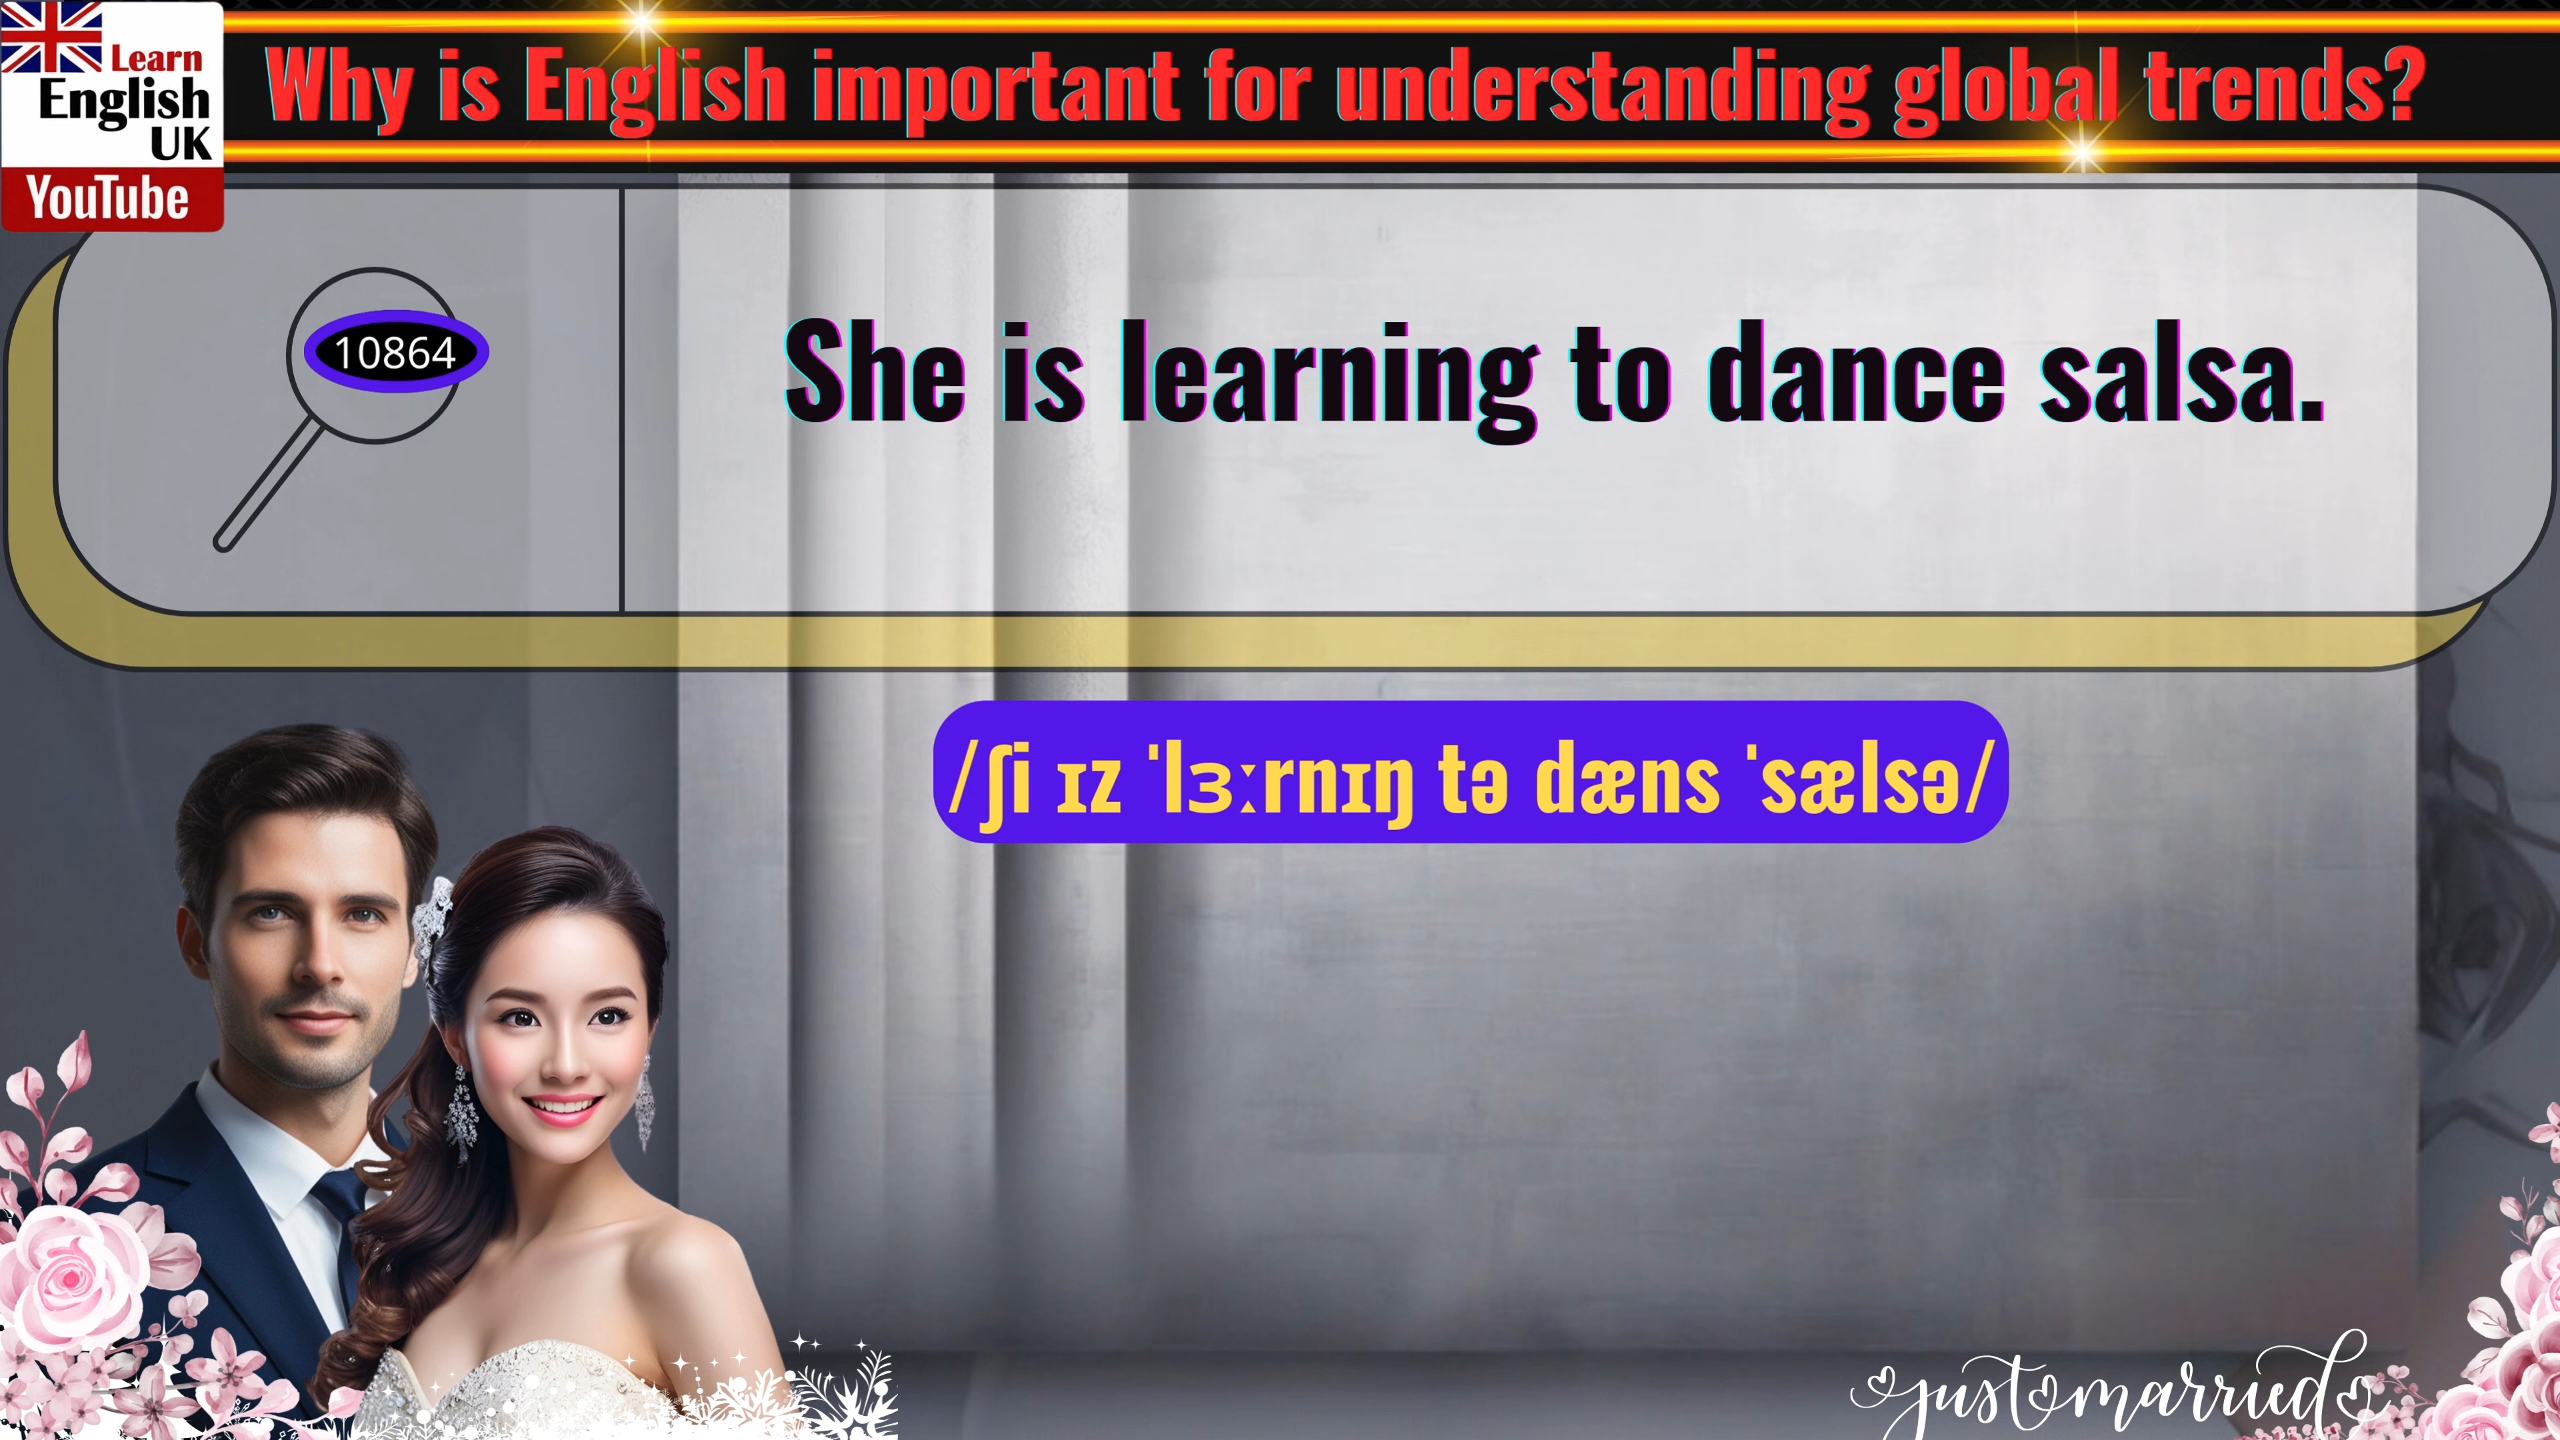 Learn
English
UK
YouTube
Why is English important for understanding global trends?
10864
She is learning to dance salsa.
/ʃi ɪz ˈlɜːrnɪŋ tə dæns ˈsælsə/
just married